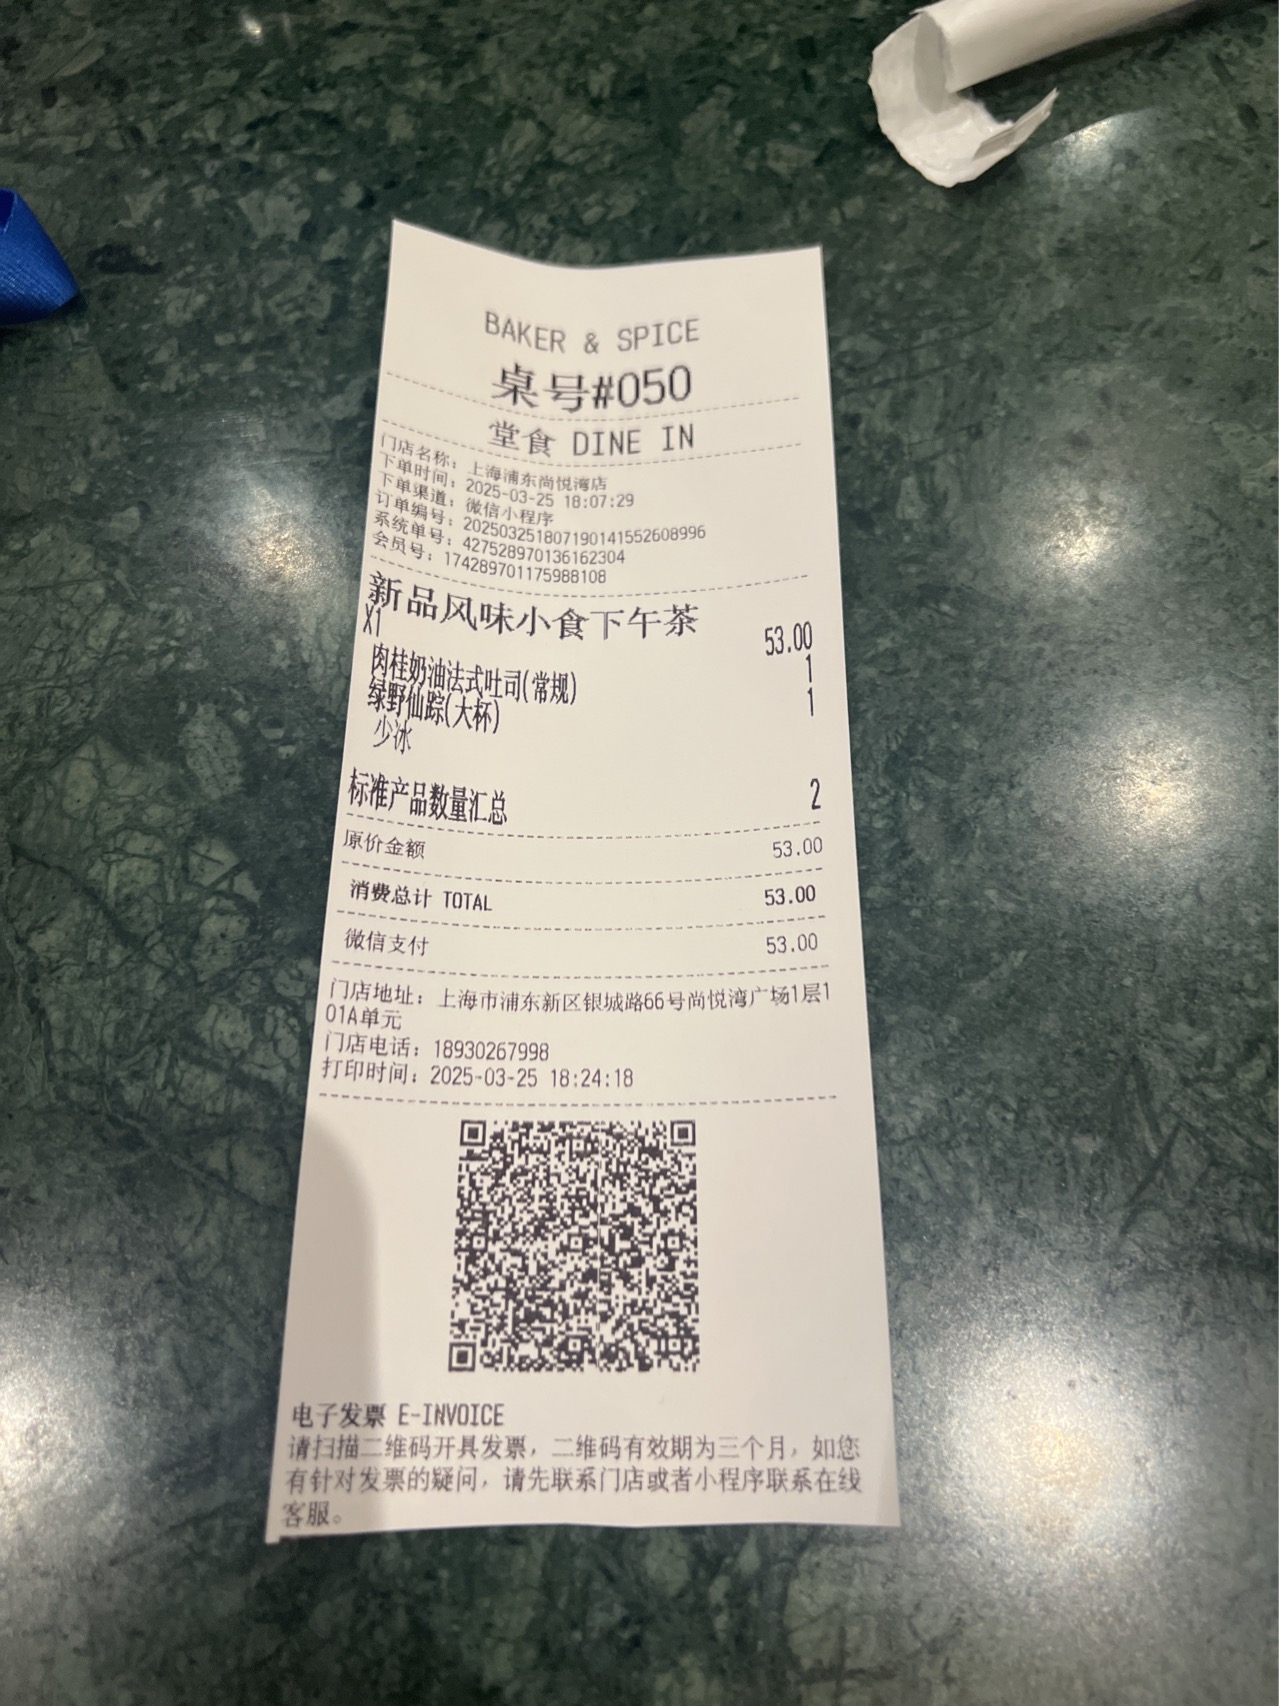 BAKER & SPICE
桌号#050
堂食 DINE IN
门店名称: 上海浦东尚悦湾店
下单时间: 2025-03-25 18:07:29
下单渠道: 微信小程序
订单编号: 2025032518071901415526​08996
系统单号: 427528970136162304
会员号: 1742897011759​88108
新品风味小食下午茶
X1 53.00
肉桂奶油法式吐司(常规) 1
绿野仙踪(大杯) 1
少冰
标准产品数量汇总 2
原价金额 53.00
消费总计 TOTAL 53.00
微信支付 53.00
门店地址: 上海市浦东新区银城路66号尚悦湾广场1层1
01A单元
门店电话: 18930267998
打印时间: 2025-03-25 18:24:18
电子发票 E-INVOICE
请扫描二维码开具发票，二维码有效期为三个月，如您
有针对发票的疑问，请先联系门店或者小程序联系在线
客服。